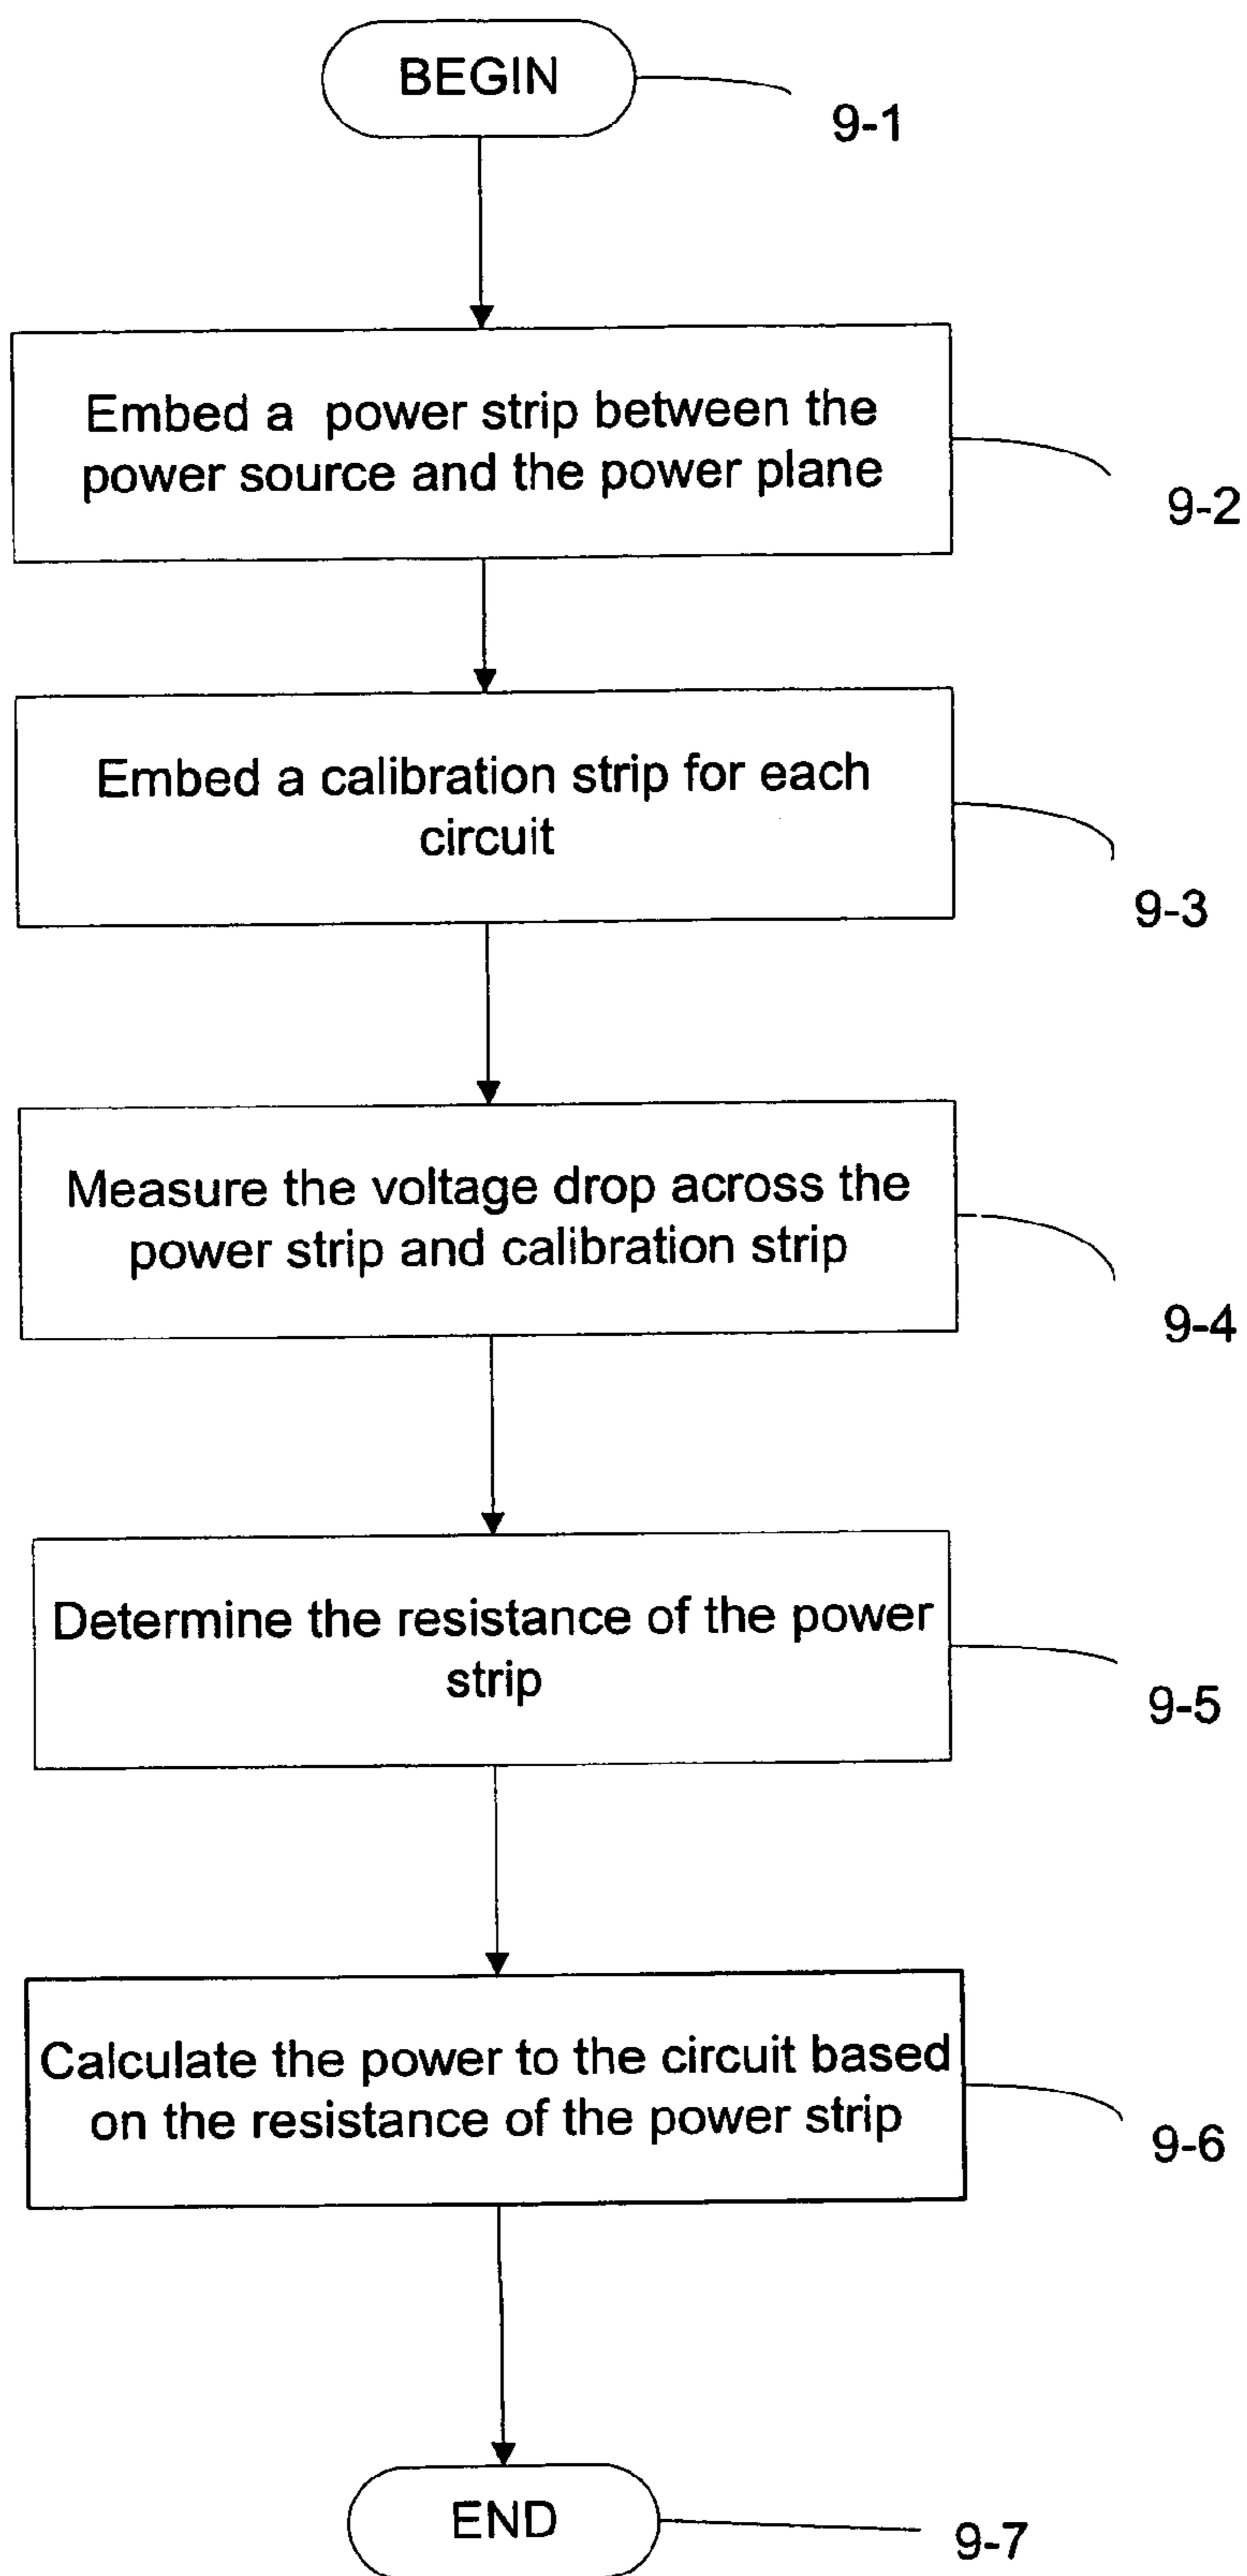 BEGIN
9-1
Embed a power strip between the
power source and the power plane
9-2
Embed a calibration strip for each
circuit
9-3
Measure the voltage drop across the
power strip and calibration strip
9-4
Determine the resistance of the power
strip
9-5
Calculate the power to the circuit based
on the resistance of the power strip
9-6
END
9-7